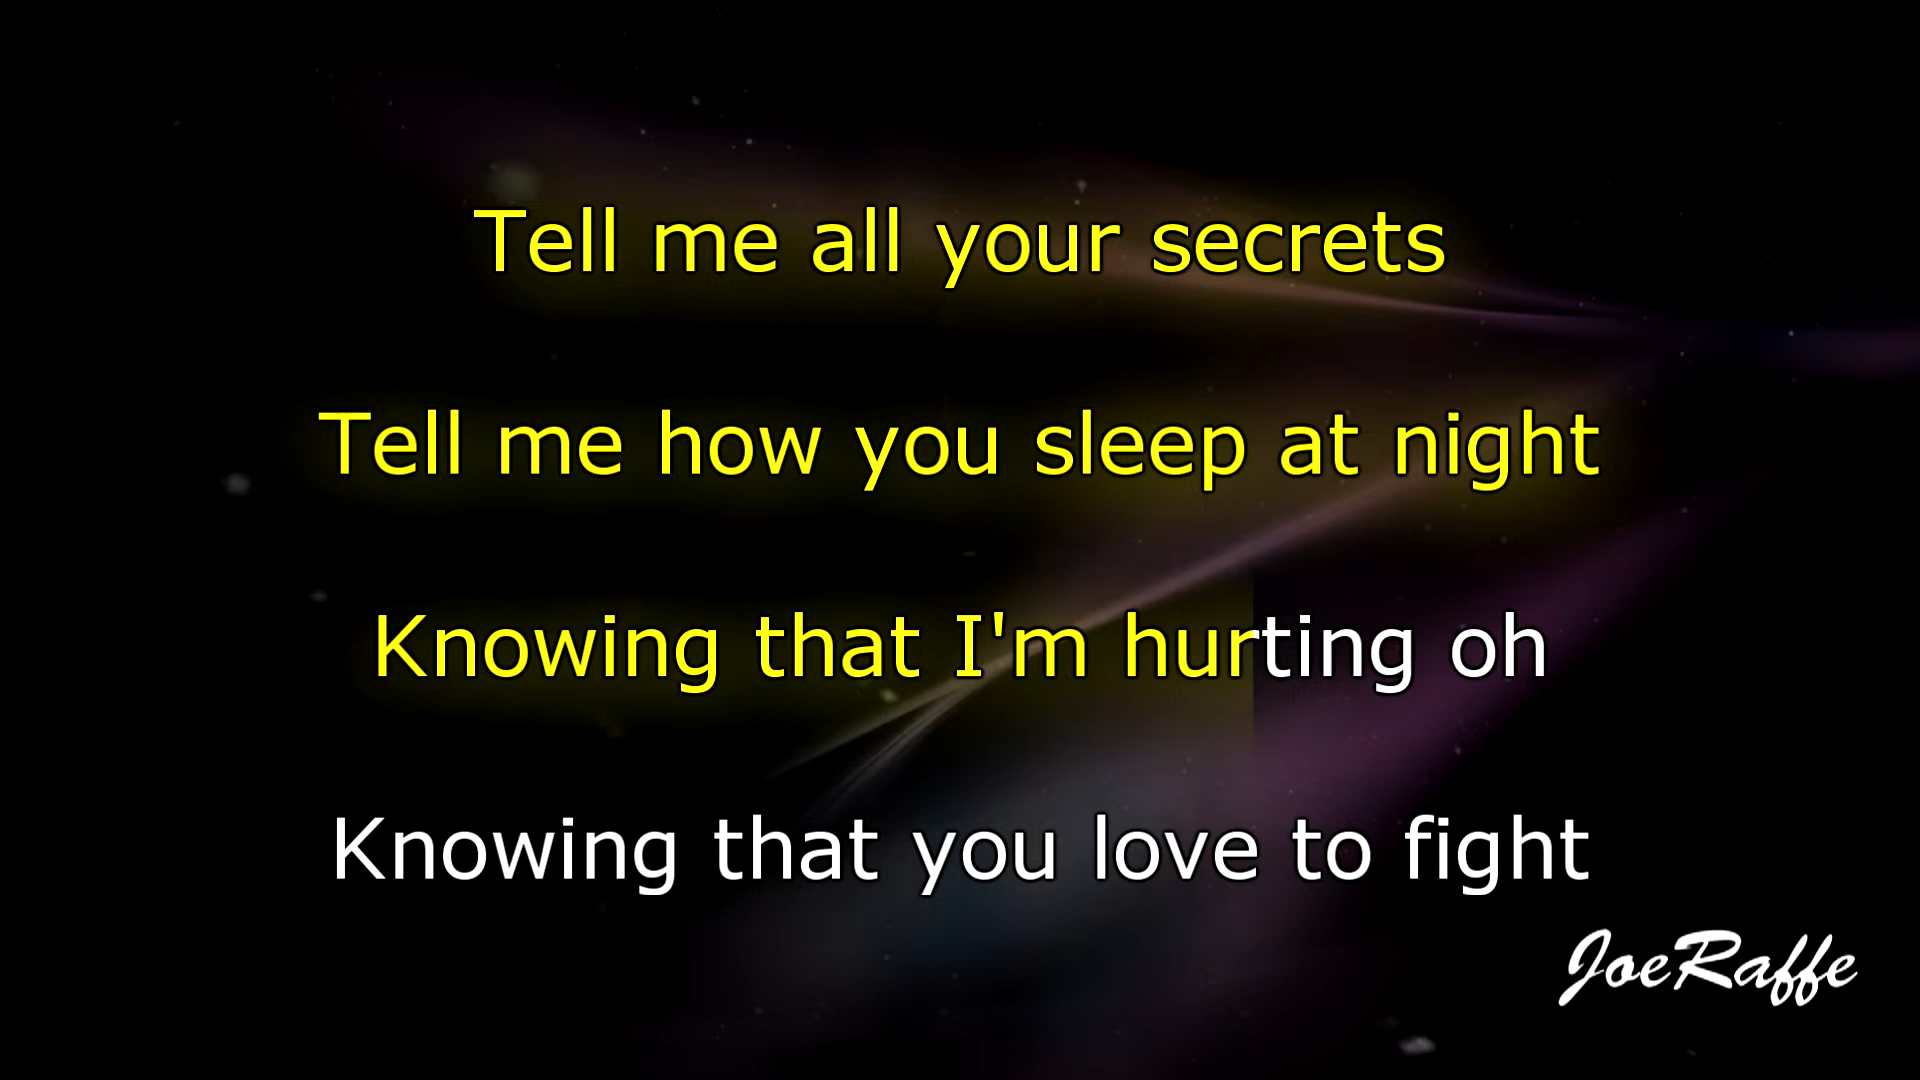 Tell me all your secrets
Tell me how you sleep at night
Knowing that I'm hurting oh
Knowing that you love to fight
JoeRaffe